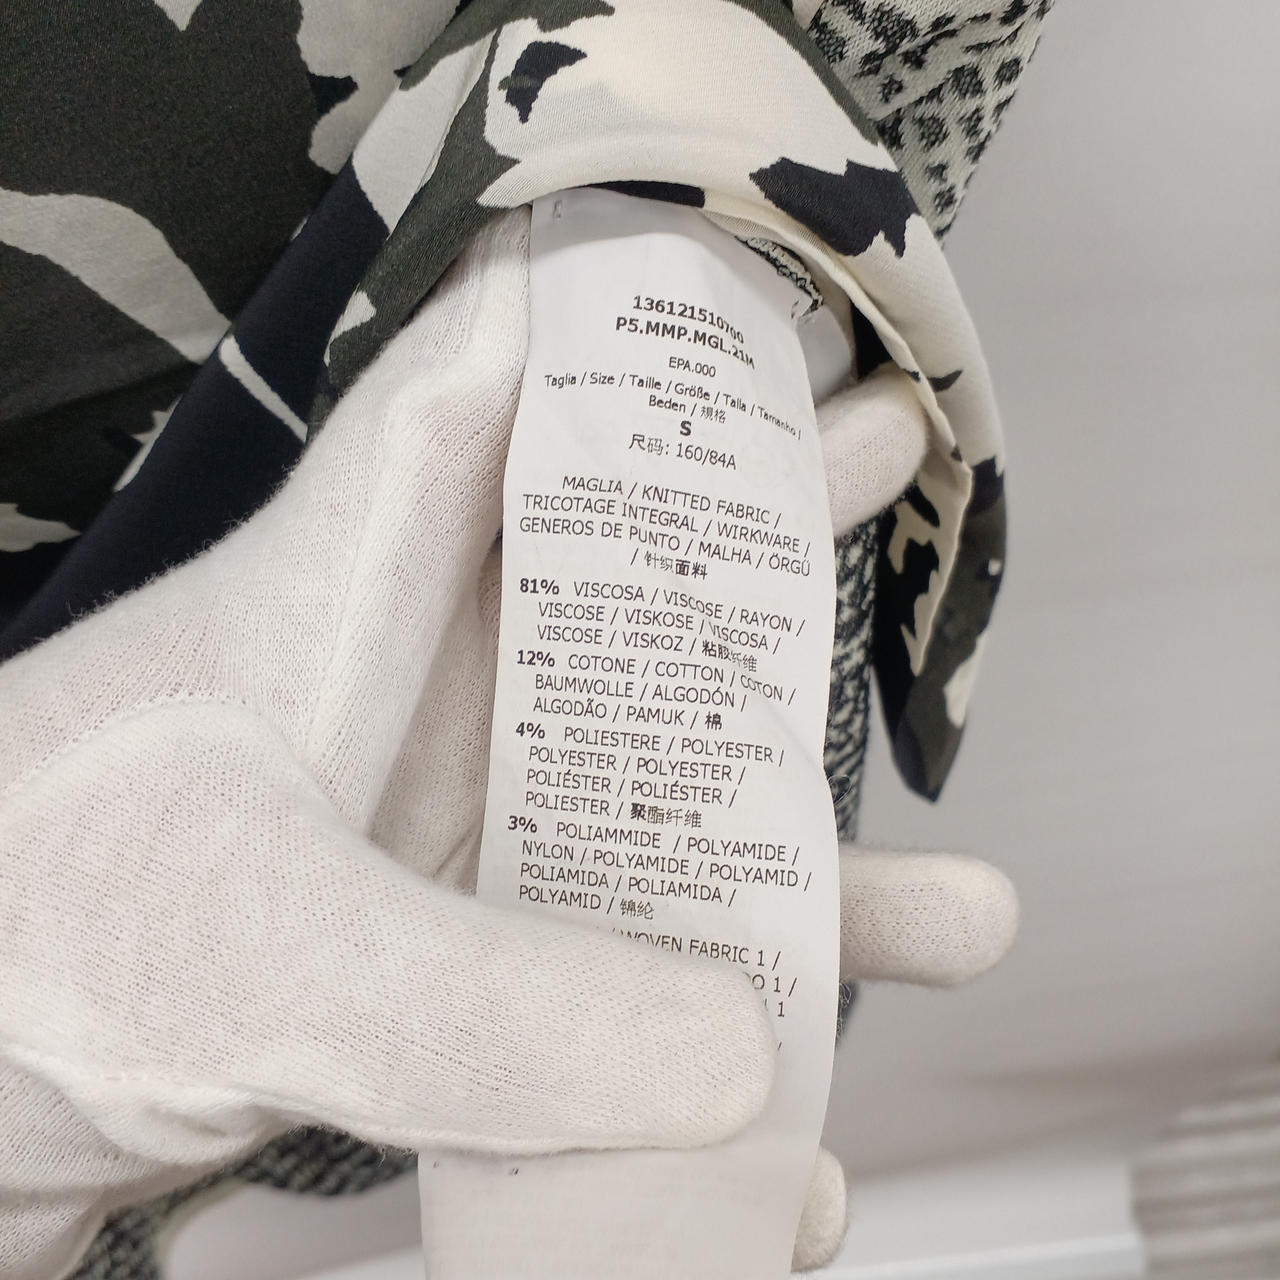 136121510700
P5.MMP.MGL.21M
EPA.000
Taglia / Size / Taille / Größe / Talla / Tamanho /
Beden / 规格
S
尺码: 160/84A
MAGLIA / KNITTED FABRIC /
TRICOTAGE INTEGRAL / WIRKWARE /
GENEROS DE PUNTO / MALHA / ÖRGÜ
/ 针织面料
81% VISCOSA / VISCOSE / RAYON /
VISCOSE / VISKOSE / VISCOSA /
VISCOSE / VISKOZ / 粘胶纤维
12% COTONE / COTTON / COTON /
BAUMWOLLE / ALGODÓN /
ALGODÃO / PAMUK / 棉
4% POLIESTERE / POLYESTER /
POLYESTER / POLYESTER /
POLIÉSTER / POLIÉSTER /
POLIESTER / 聚酯纤维
3% POLIAMMIDE / POLYAMIDE /
NYLON / POLYAMIDE / POLYAMID /
POLIAMIDA / POLIAMIDA /
POLYAMID / 锦纶
/ WOVEN FABRIC 1 /
O 1 /
1